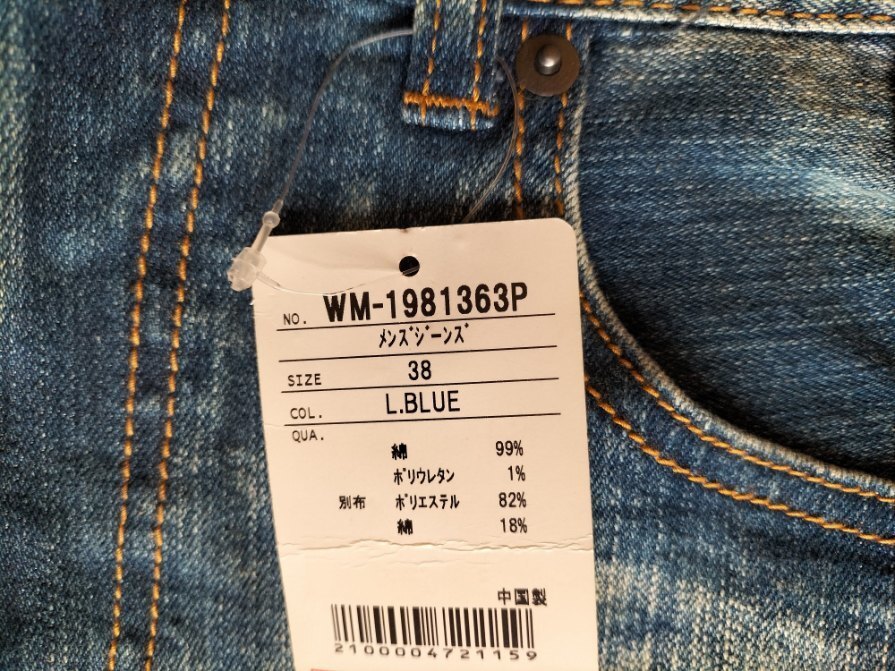 NO. WM-1981363P
ﾒﾝｽﾞｼﾞｰﾝｽﾞ
SIZE 38
COL. L.BLUE
QUA.
綿 99%
ﾎﾟﾘｳﾚﾀﾝ 1%
別布 ﾎﾟﾘｴｽﾃﾙ 82%
綿 18%
中国製
2100004721159